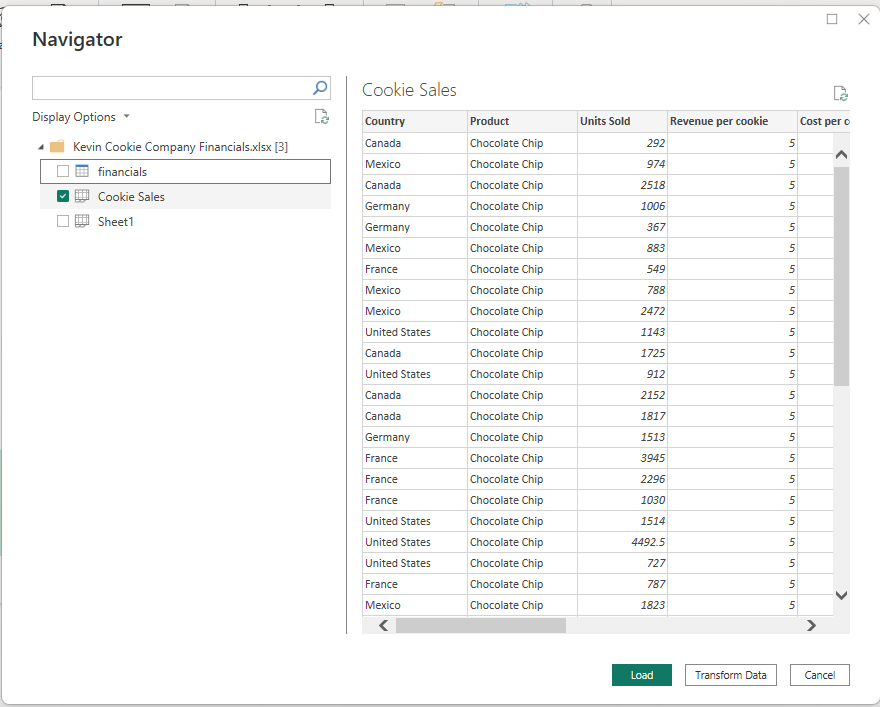 Navigator
Display Options
Kevin Cookie Company Financials.xlsx [3]
financials
Cookie Sales
Sheet1
Cookie Sales
Country Product Units Sold Revenue per cookie Cost per c
Canada Chocolate Chip 292 5
Mexico Chocolate Chip 974 5
Canada Chocolate Chip 2518 5
Germany Chocolate Chip 1006 5
Germany Chocolate Chip 367 5
Mexico Chocolate Chip 883 5
France Chocolate Chip 549 5
Mexico Chocolate Chip 788 5
Mexico Chocolate Chip 2472 5
United States Chocolate Chip 1143 5
Canada Chocolate Chip 1725 5
United States Chocolate Chip 912 5
Canada Chocolate Chip 2152 5
Canada Chocolate Chip 1817 5
Germany Chocolate Chip 1513 5
France Chocolate Chip 3945 5
France Chocolate Chip 2296 5
France Chocolate Chip 1030 5
United States Chocolate Chip 1514 5
United States Chocolate Chip 4492.5 5
United States Chocolate Chip 727 5
France Chocolate Chip 787 5
Mexico Chocolate Chip 1823 5
Load Transform Data Cancel